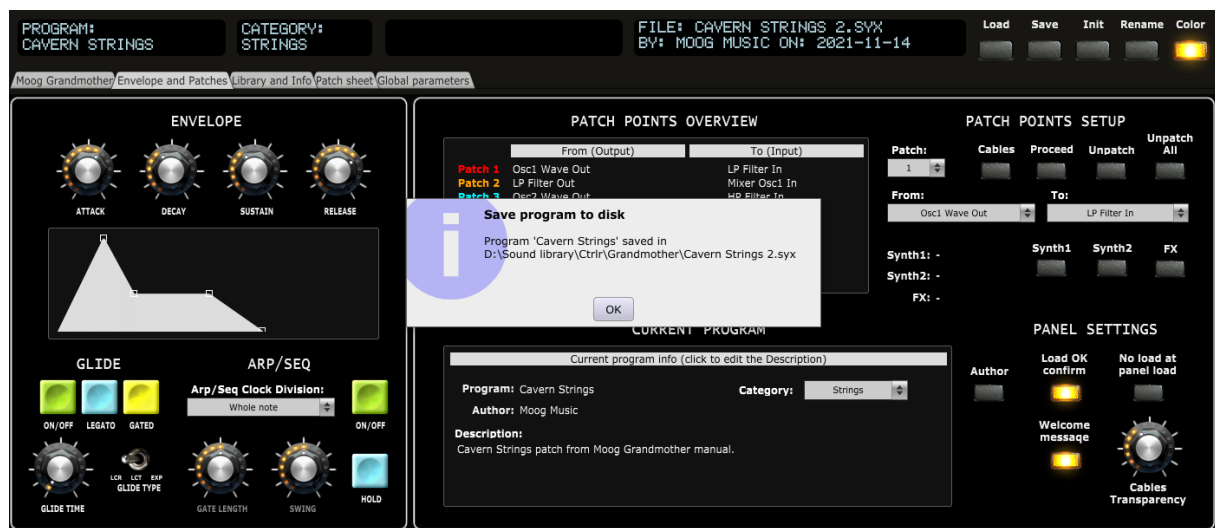 PROGRAM:
CAVERN STRINGS
CATEGORY:
STRINGS
FILE: CAVERN STRINGS 2.SYX
BY: MOOG MUSIC ON: 2021-11-14
Load Save Init Rename Color
Moog Grandmother Envelope and Patches Library and Info Patch sheet Global parameters
ENVELOPE
ATTACK DECAY SUSTAIN RELEASE
GLIDE
ON/OFF LEGATO GATED
GLIDE TIME
LCR LCT EXP
GLIDE TYPE
ARP/SEQ
Arp/Seq Clock Division:
Whole note
ON/OFF
GATE LENGTH SWING
HOLD
PATCH POINTS OVERVIEW
From (Output) To (Input)
Patch 1 Osc1 Wave Out LP Filter In
Patch 2 LP Filter Out Mixer Osc1 In
Patch 3 Osc2 Wave Out HP Filter In
Save program to disk
Program 'Cavern Strings' saved in
D:\Sound library\Ctrlr\Grandmother\Cavern Strings 2.syx
OK
PATCH POINTS SETUP
Patch:
1
Cables Proceed Unpatch Unpatch All
From: To:
Osc1 Wave Out LP Filter In
Synth1: -
Synth2: -
FX: -
Synth1 Synth2 FX
CURRENT PROGRAM
Current program info (click to edit the Description)
Program: Cavern Strings
Category: Strings
Author: Moog Music
Description:
Cavern Strings patch from Moog Grandmother manual.
PANEL SETTINGS
Author
Load OK
confirm
No load at
panel load
Welcome
message
Cables
Transparency